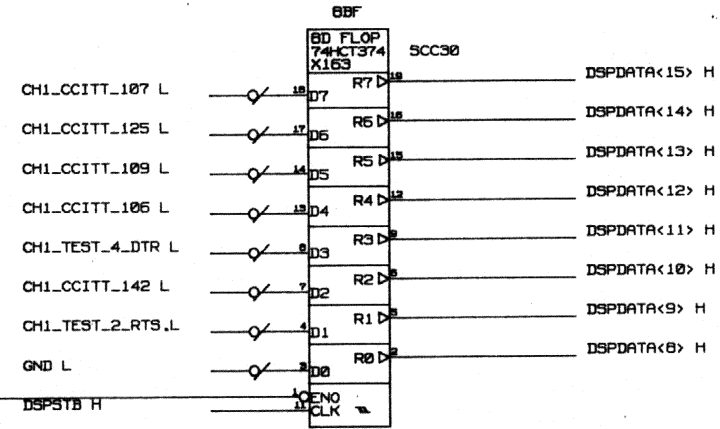 8BF
8D FLOP
74HCT374
X163
SCC30
CH1_CCITT_107 L 18 D7 R7 19 DSPDATA<15> H
CH1_CCITT_125 L 17 D6 R6 16 DSPDATA<14> H
CH1_CCITT_109 L 14 D5 R5 15 DSPDATA<13> H
CH1_CCITT_106 L 13 D4 R4 12 DSPDATA<12> H
CH1_TEST_4_DTR L 8 D3 R3 9 DSPDATA<11> H
CH1_CCITT_142 L 7 D2 R2 6 DSPDATA<10> H
CH1_TEST_2_RTS L 4 D1 R1 5 DSPDATA<9> H
GND L 3 D0 R0 2 DSPDATA<8> H
1 ENO
DSPSTB H 11 CLK